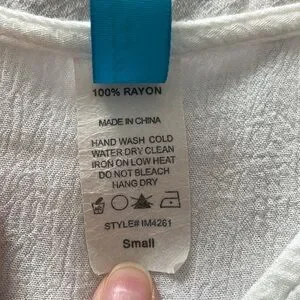 100% RAYON
MADE IN CHINA
HAND WASH COLD
WATER DRY CLEAN
IRON ON LOW HEAT
DO NOT BLEACH
HANG DRY
STYLE# IM4261
Small